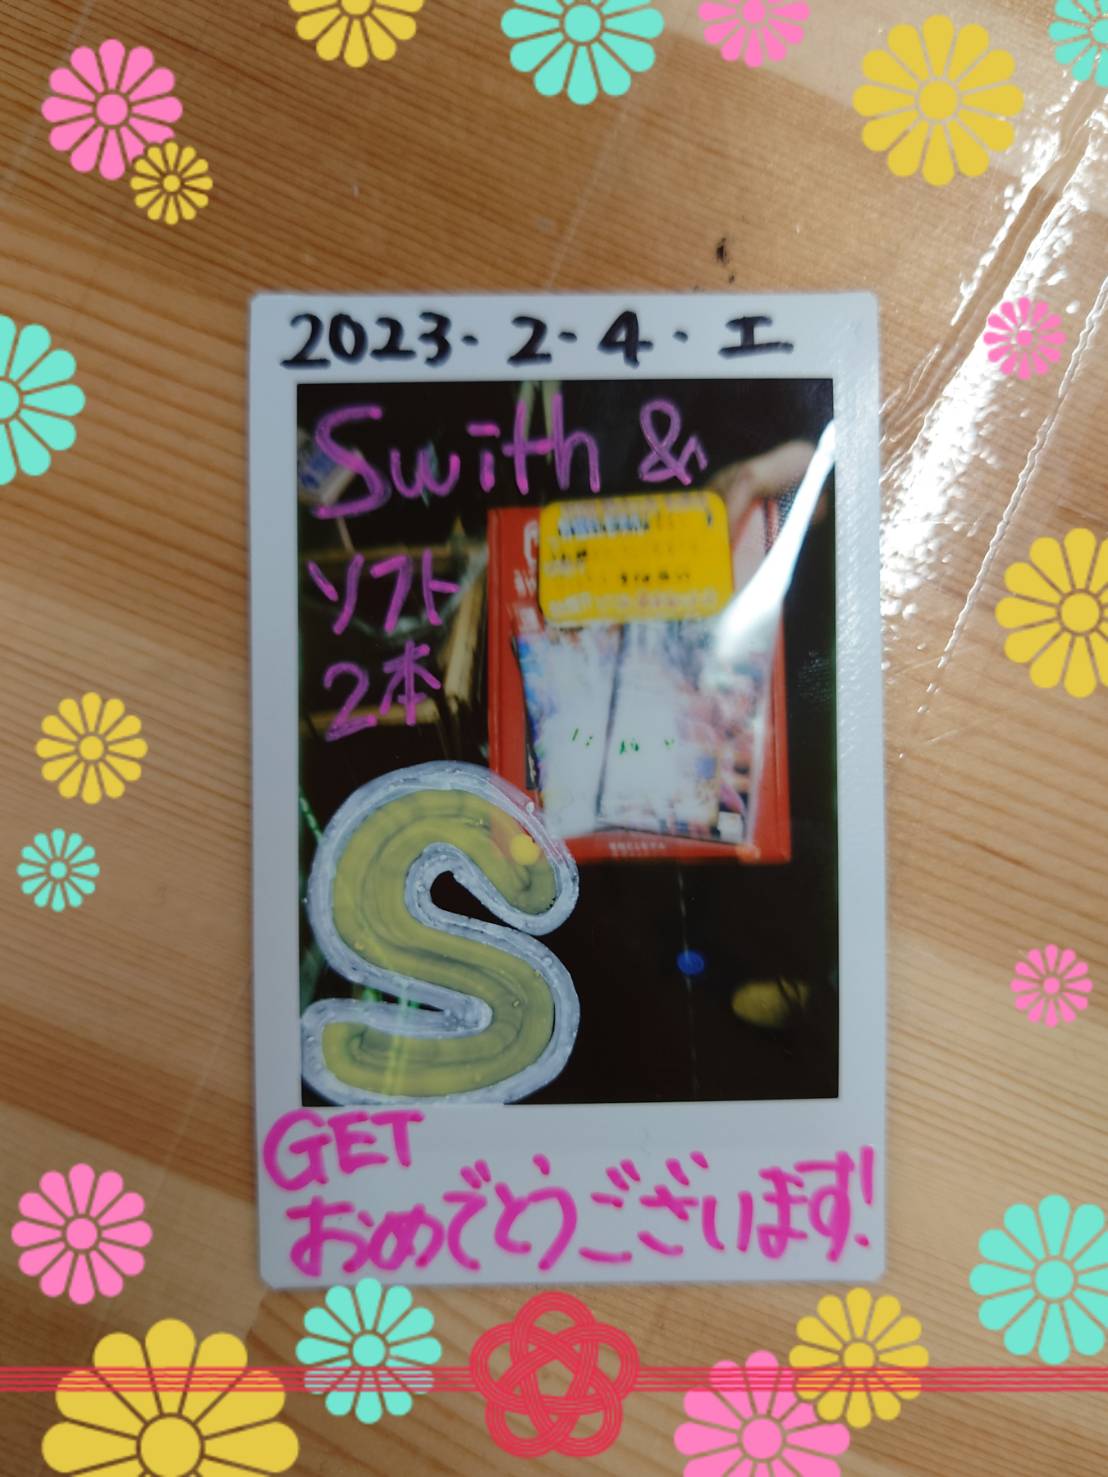 2023・2・4・エ
Swith &
ソフト
2本
S
GET
おめでとうございます!